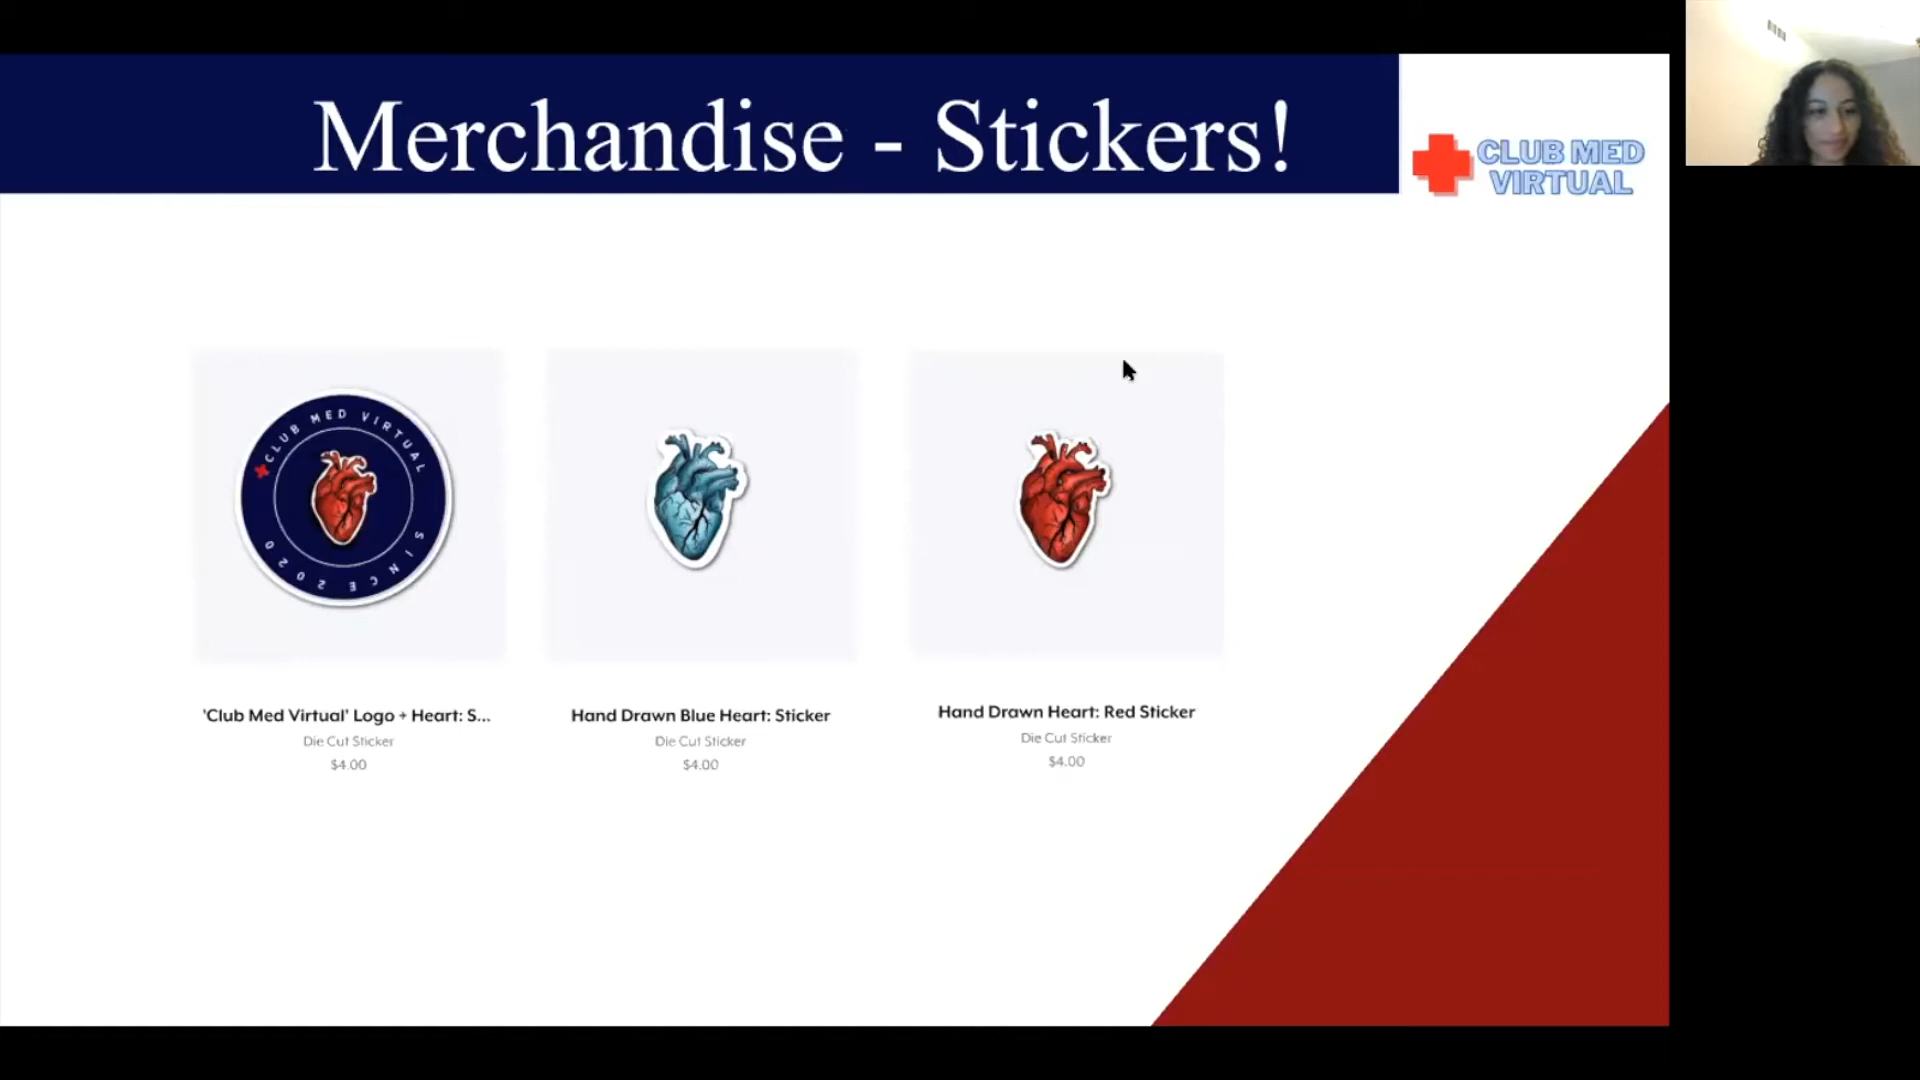 Merchandise - Stickers!
CLUB MED
VIRTUAL
CLUB MED VIRTUAL
SINCE 2020
'Club Med Virtual' Logo + Heart: S...
Die Cut Sticker
$4.00
Hand Drawn Blue Heart: Sticker
Die Cut Sticker
$4.00
Hand Drawn Heart: Red Sticker
Die Cut Sticker
$4.00